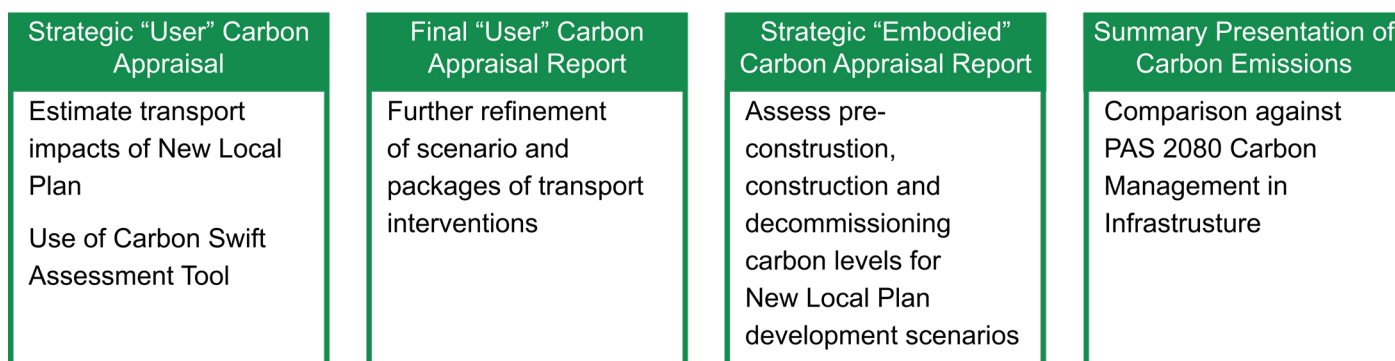 Strategic “User” Carbon
Appraisal
Estimate transport
impacts of New Local
Plan
Use of Carbon Swift
Assessment Tool
Final “User” Carbon
Appraisal Report
Further refinement
of scenario and
packages of transport
interventions
Strategic “Embodied”
Carbon Appraisal Report
Assess pre-
constrution,
construction and
decommissioning
carbon levels for
New Local Plan
development scenarios
Summary Presentation of
Carbon Emissions
Comparison against
PAS 2080 Carbon
Management in
Infrastrusture